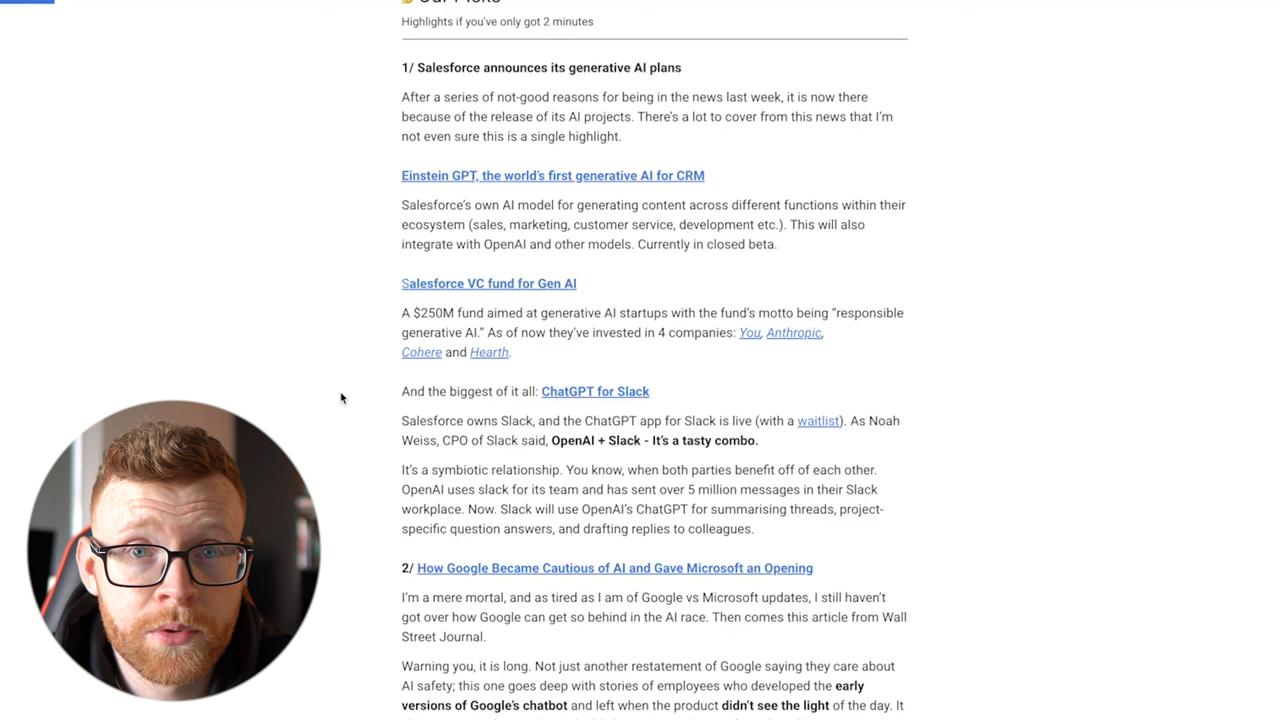 Our Picks
Highlights if you've only got 2 minutes
1/ Salesforce announces its generative AI plans
After a series of not-good reasons for being in the news last week, it is now there
because of the release of its AI projects. There's a lot to cover from this news that I'm
not even sure this is a single highlight.
Einstein GPT, the world's first generative AI for CRM
Salesforce's own AI model for generating content across different functions within their
ecosystem (sales, marketing, customer service, development etc.). This will also
integrate with OpenAI and other models. Currently in closed beta.
Salesforce VC fund for Gen AI
A $250M fund aimed at generative AI startups with the fund's motto being “responsible
generative AI.” As of now they've invested in 4 companies: You, Anthropic,
Cohere and Hearth.
And the biggest of it all: ChatGPT for Slack
Salesforce owns Slack, and the ChatGPT app for Slack is live (with a waitlist). As Noah
Weiss, CPO of Slack said, OpenAI + Slack - It's a tasty combo.
It's a symbiotic relationship. You know, when both parties benefit off of each other.
OpenAI uses slack for its team and has sent over 5 million messages in their Slack
workplace. Now. Slack will use OpenAI's ChatGPT for summarising threads, project-
specific question answers, and drafting replies to colleagues.
2/ How Google Became Cautious of AI and Gave Microsoft an Opening
I'm a mere mortal, and as tired as I am of Google vs Microsoft updates, I still haven't
got over how Google can get so behind in the AI race. Then comes this article from Wall
Street Journal.
Warning you, it is long. Not just another restatement of Google saying they care about
AI safety; this one goes deep with stories of employees who developed the early
versions of Google's chatbot and left when the product didn't see the light of the day. It